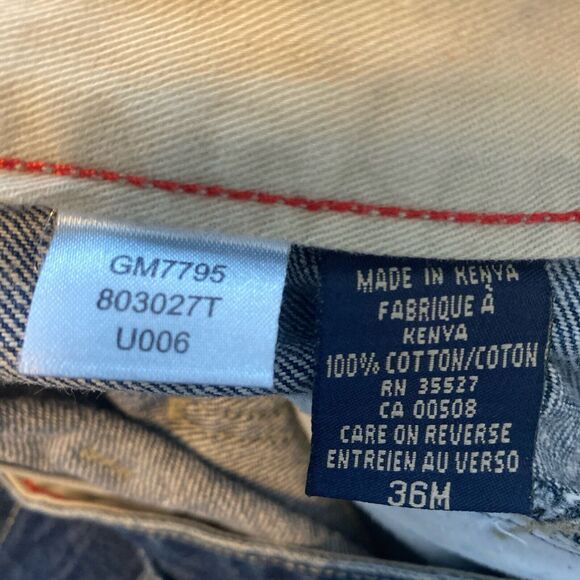 GM7795
803027T
U006
MADE IN KENYA
FABRIQUE À
KENYA
100% COTTON/COTON
RN 35527
CA 00508
CARE ON REVERSE
ENTREIEN AU VERSO
36M